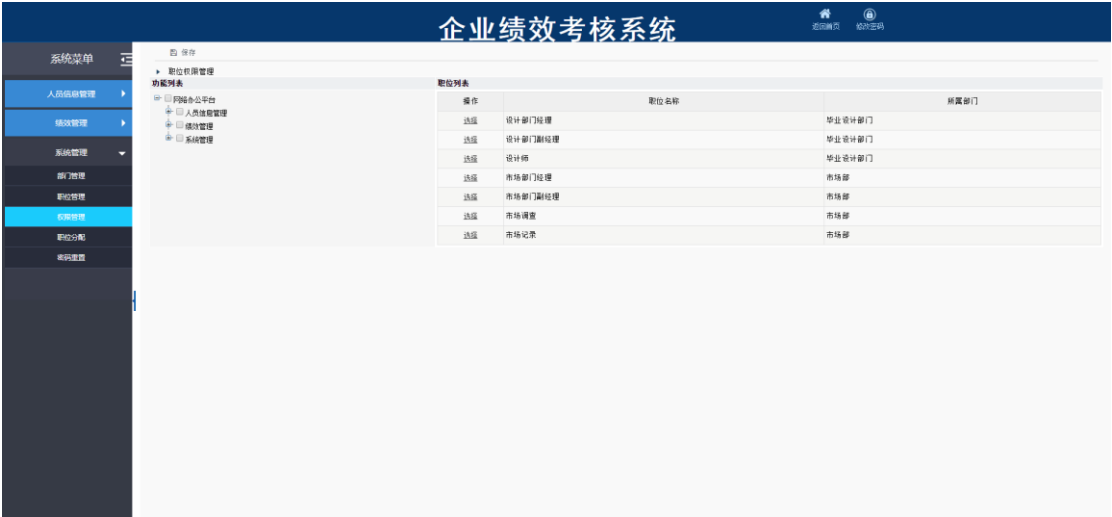 企业绩效考核系统
返回首页 修改密码
系统菜单
人员信息管理
绩效管理
系统管理
部门管理
职位管理
权限管理
职位分配
密码重置
保存
职位权限管理
功能列表
网络办公平台
人员信息管理
绩效管理
系统管理
职位列表
操作 职位名称 所属部门
选择 设计部门经理 毕业设计部门
选择 设计部门副经理 毕业设计部门
选择 设计师 毕业设计部门
选择 市场部门经理 市场部
选择 市场部门副经理 市场部
选择 市场调查 市场部
选择 市场记录 市场部